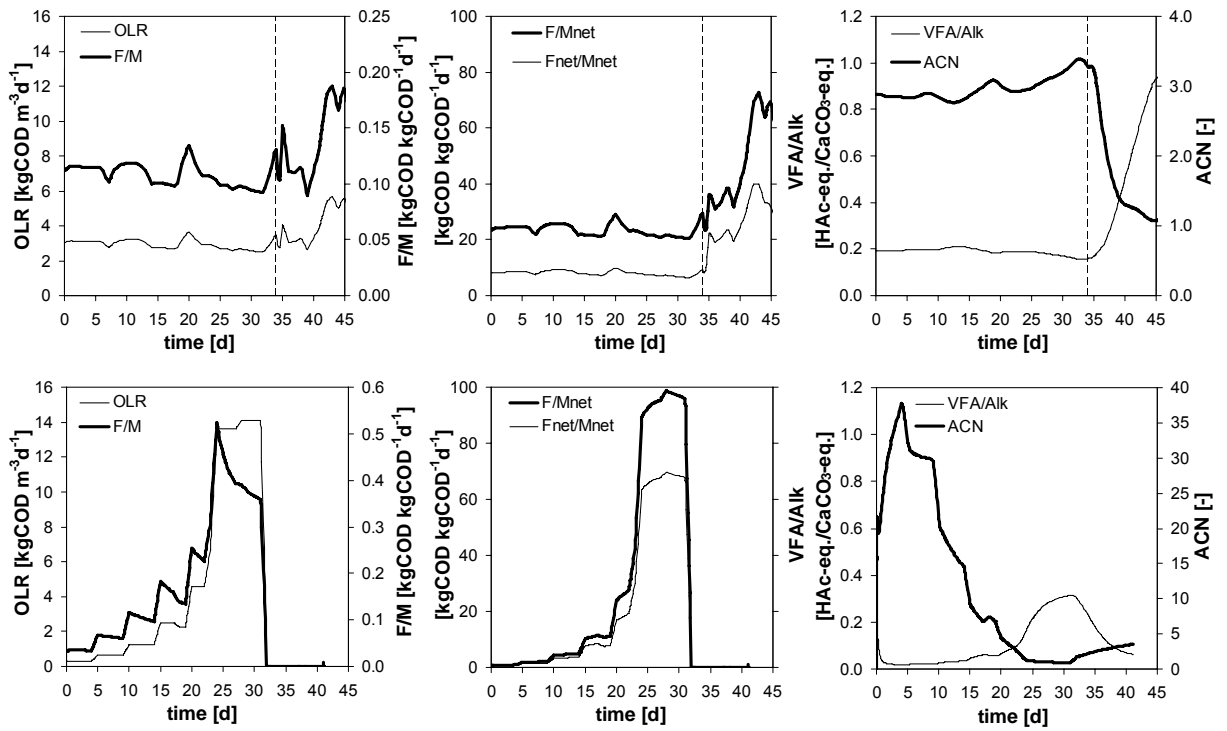 OLR
F/M
OLR [kgCOD m⁻³d⁻¹]
16
14
12
10
8
6
4
2
0
0.25
0.20
0.15
0.10
0.05
0.00
F/M [kgCOD kgCOD⁻¹d⁻¹]
0 5 10 15 20 25 30 35 40 45
time [d]
F/Mnet
Fnet/Mnet
[kgCOD kgCOD⁻¹d⁻¹]
100
80
60
40
20
0
0 5 10 15 20 25 30 35 40 45
time [d]
VFA/Alk
ACN
VFA/Alk
[HAc-eq./CaCO₃-eq.]
1.2
1.0
0.8
0.6
0.4
0.2
0.0
4.0
3.0
2.0
1.0
0.0
ACN [-]
0 5 10 15 20 25 30 35 40 45
time [d]
OLR
F/M
OLR [kgCOD m⁻³d⁻¹]
16
14
12
10
8
6
4
2
0
0.6
0.5
0.4
0.3
0.2
0.1
0.0
F/M [kgCOD kgCOD⁻¹d⁻¹]
0 5 10 15 20 25 30 35 40 45
time [d]
F/Mnet
Fnet/Mnet
[kgCOD kgCOD⁻¹d⁻¹]
100
80
60
40
20
0
0 5 10 15 20 25 30 35 40 45
time [d]
VFA/Alk
ACN
VFA/Alk
[HAc-eq./CaCO₃-eq.]
1.2
1.0
0.8
0.6
0.4
0.2
0.0
40
35
30
25
20
15
10
5
0
ACN [-]
0 5 10 15 20 25 30 35 40 45
time [d]